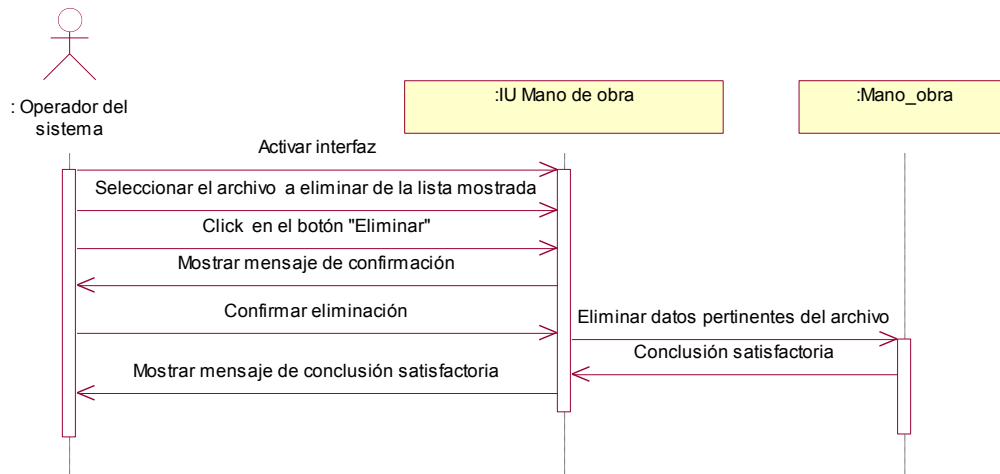 : Operador del
sistema
:IU Mano de obra
:Mano_obra
Activar interfaz
Seleccionar el archivo a eliminar de la lista mostrada
Click en el botón "Eliminar"
Mostrar mensaje de confirmación
Confirmar eliminación
Eliminar datos pertinentes del archivo
Conclusión satisfactoria
Mostrar mensaje de conclusión satisfactoria